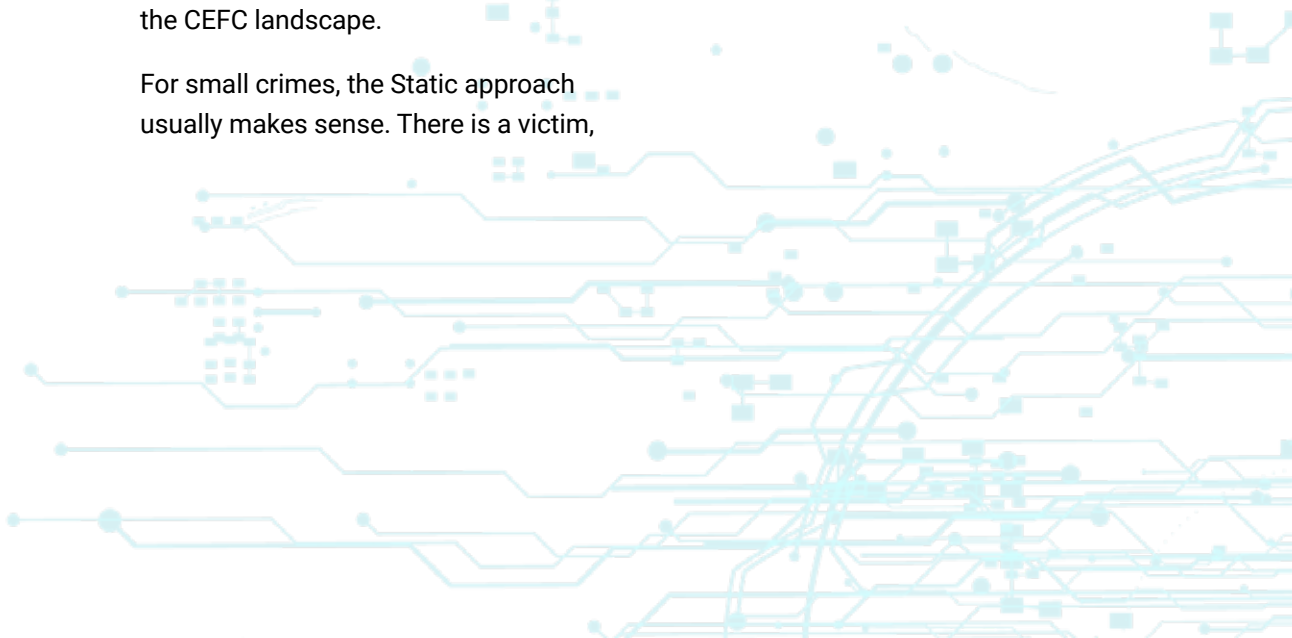 the CEFC landscape.
For small crimes, the Static approach
usually makes sense. There is a victim,